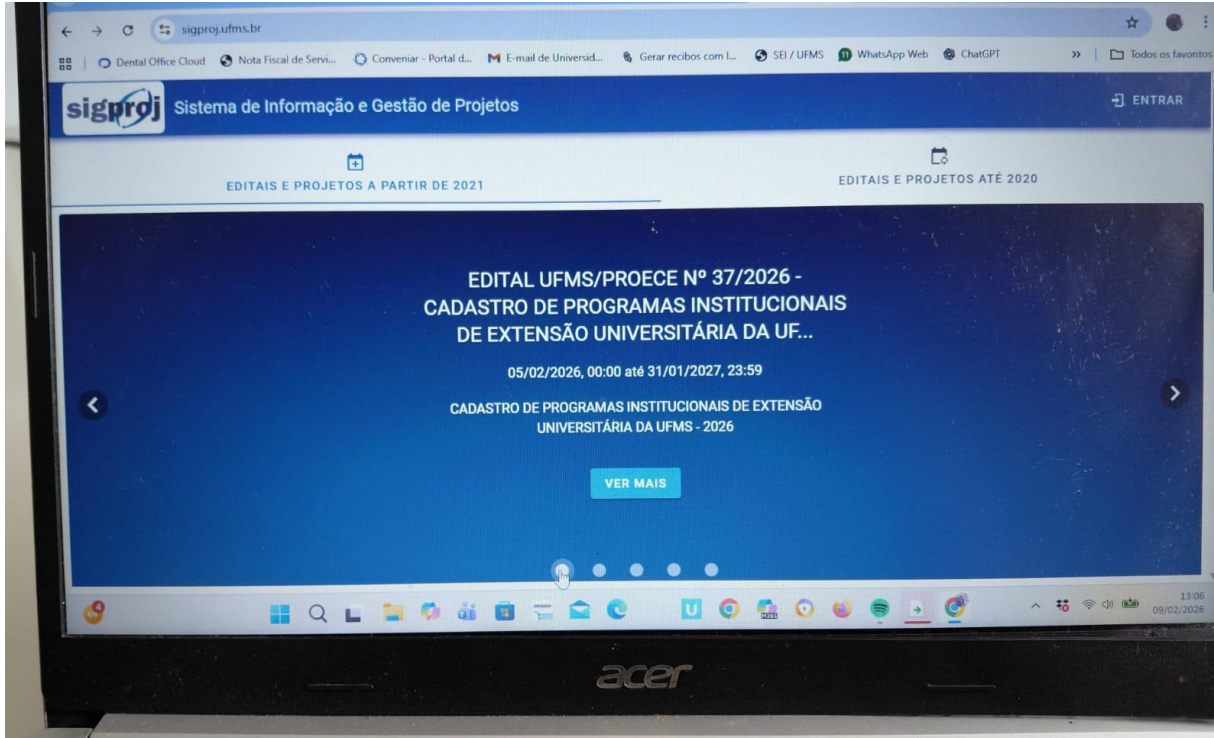 sigproj.ufms.br
Dental Office Cloud Nota Fiscal de Servi... Conveniar - Portal d... E-mail de Universid... Gerar recibos com I... SEI / UFMS WhatsApp Web ChatGPT » Todos os favoritos
sigproj Sistema de Informação e Gestão de Projetos ENTRAR
EDITAIS E PROJETOS A PARTIR DE 2021 EDITAIS E PROJETOS ATÉ 2020
EDITAL UFMS/PROECE Nº 37/2026 -
CADASTRO DE PROGRAMAS INSTITUCIONAIS
DE EXTENSÃO UNIVERSITÁRIA DA UF...
05/02/2026, 00:00 até 31/01/2027, 23:59
CADASTRO DE PROGRAMAS INSTITUCIONAIS DE EXTENSÃO
UNIVERSITÁRIA DA UFMS - 2026
VER MAIS
13:06
09/02/2026
acer